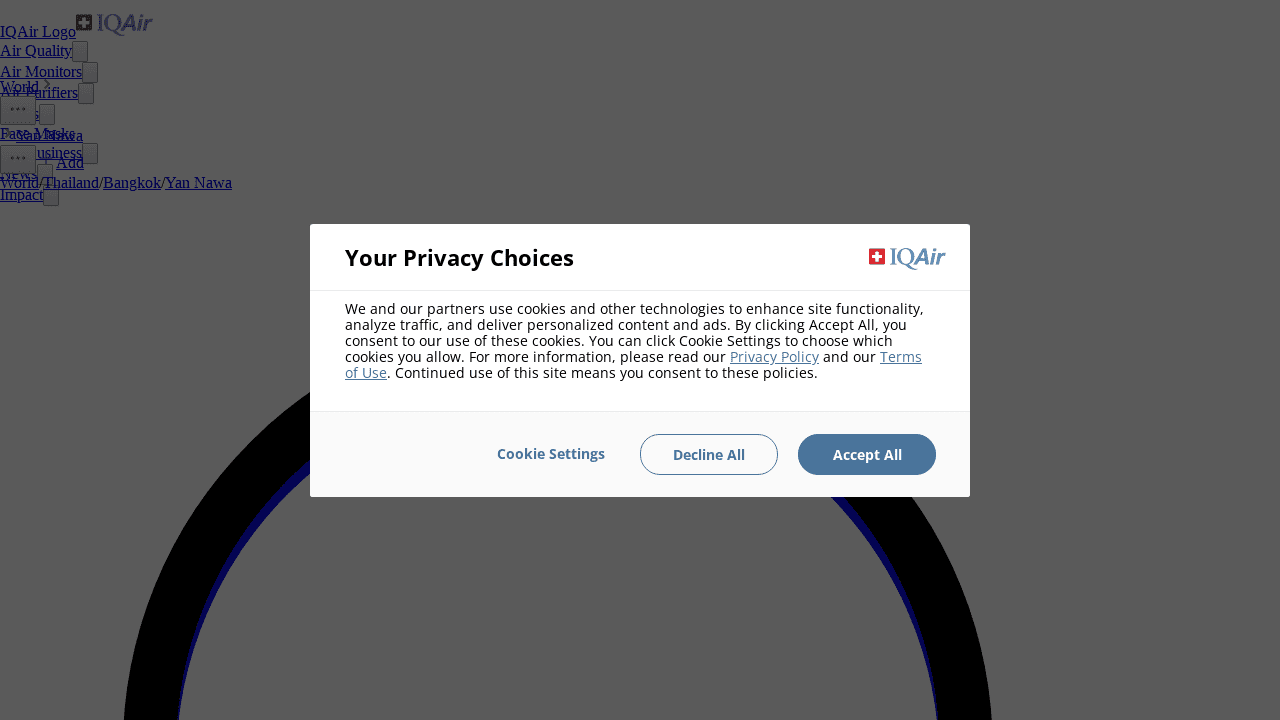 IQAir Logo IQAir
Air Quality
Air Monitors
World
Air Purifiers
Face Masks
Yan Nawa
Add
News
World/Thailand/Bangkok/Yan Nawa
Impact
Your Privacy Choices
IQAir
We and our partners use cookies and other technologies to enhance site functionality,
analyze traffic, and deliver personalized content and ads. By clicking Accept All, you
consent to our use of these cookies. You can click Cookie Settings to choose which
cookies you allow. For more information, please read our Privacy Policy and our Terms
of Use. Continued use of this site means you consent to these policies.
Cookie Settings
Decline All
Accept All